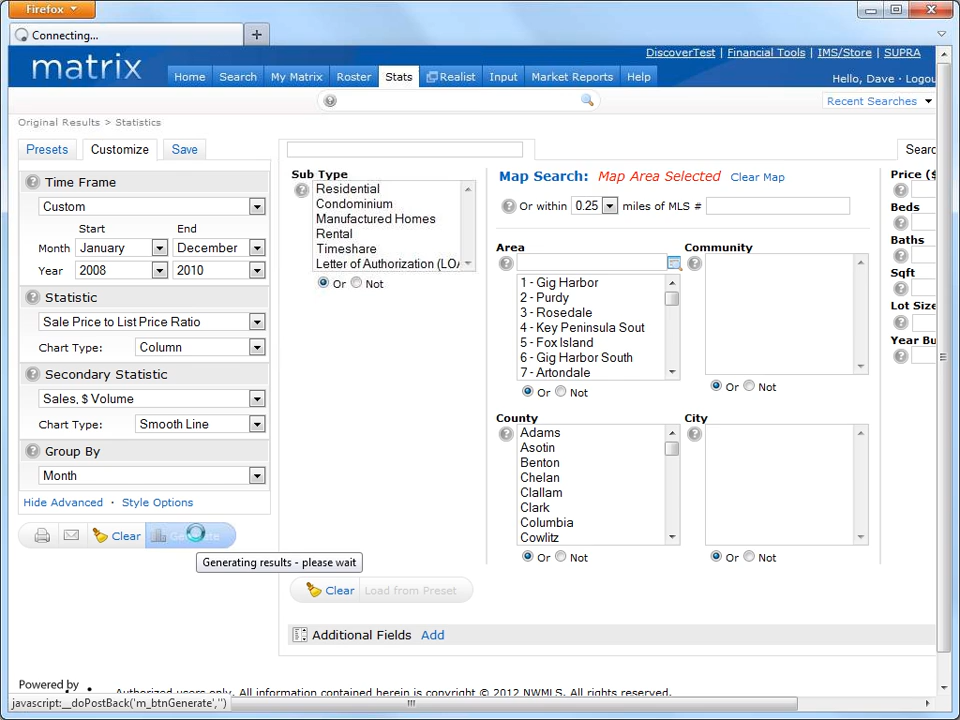 Firefox
Connecting...
matrix
DiscoverTest | Financial Tools | IMS/Store | SUPRA
Home Search My Matrix Roster Stats Realist Input Market Reports Help
Hello, Dave · Logou
Recent Searches
Original Results > Statistics
Presets Customize Save
Searc
Time Frame
Custom
Start End
Month January December
Year 2008 2010
Statistic
Sale Price to List Price Ratio
Chart Type: Column
Secondary Statistic
Sales, $ Volume
Chart Type: Smooth Line
Group By
Month
Hide Advanced · Style Options
Clear Generate
Generating results - please wait
Sub Type
Residential
Condominium
Manufactured Homes
Rental
Timeshare
Letter of Authorization (LOA
Or Not
Map Search: Map Area Selected Clear Map
Or within 0.25 miles of MLS #
Area
1 - Gig Harbor
2 - Purdy
3 - Rosedale
4 - Key Peninsula Sout
5 - Fox Island
6 - Gig Harbor South
7 - Artondale
Or Not
Community
Or Not
County
Adams
Asotin
Benton
Chelan
Clallam
Clark
Columbia
Cowlitz
Or Not
City
Or Not
Price ($
Beds
Baths
Sqft
Lot Size
Year Bu
Clear Load from Preset
Additional Fields Add
Powered by
Authorized users only. All information contained herein is copyright © 2012 NWMLS. All rights reserved.
javascript:__doPostBack('m_btnGenerate','')